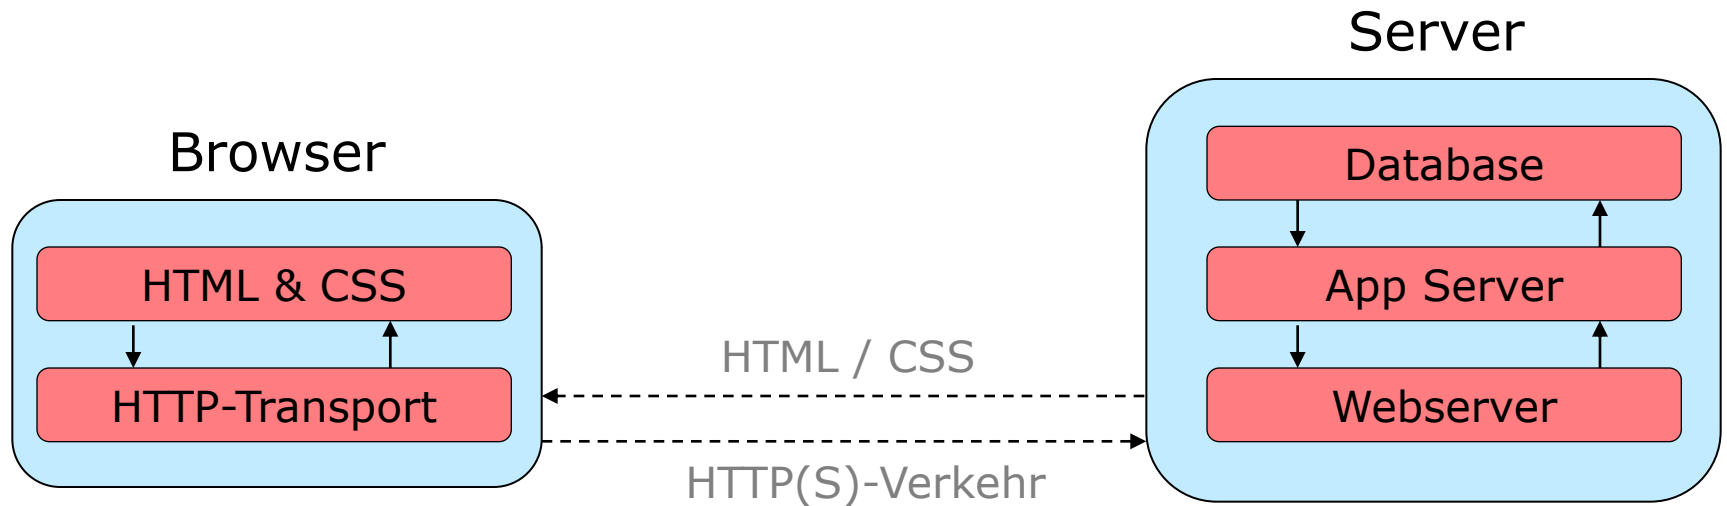 Server
Browser
Database
HTML & CSS
App Server
HTML / CSS
HTTP-Transport
Webserver
HTTP(S)-Verkehr